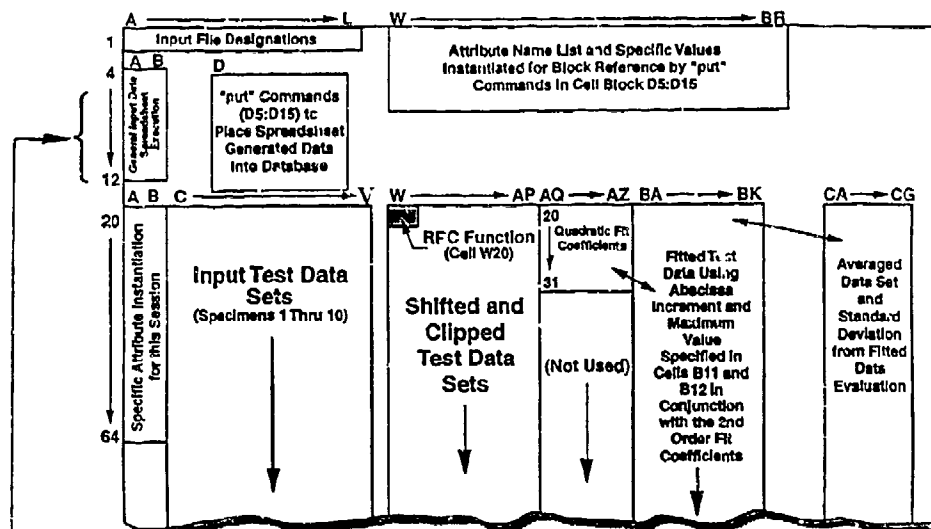 A L W BR
1 Input File Designations
Attribute Name List and Specific Values
Instantiated for Block Reference by "put"
Commands in Cell Block D5:D15
4 A B D
General Input Data
Spreadsheet
Execution
12
"put" Commands
(D5:D15) to
Place Spreadsheet
Generated Data
Into Database
A B C V W AP AQ AZ BA BK CA CG
20
Specific Attribute Instantiation
for this Session
64
Input Test Data
Sets
(Specimens 1 Thru 10)
RFC Function
(Cell W20)
Shifted and
Clipped
Test Data
Sets
20
Quadratic Fit
Coefficients
31
(Not Used)
Fitted Test
Data Using
Abscissa
Increment and
Maximum
Value
Specified in
Cells B11 and
B12 in
Conjunction
with the 2nd
Order Fit
Coefficients
Averaged
Data Set
and
Standard
Deviation
from Fitted
Data
Evaluation